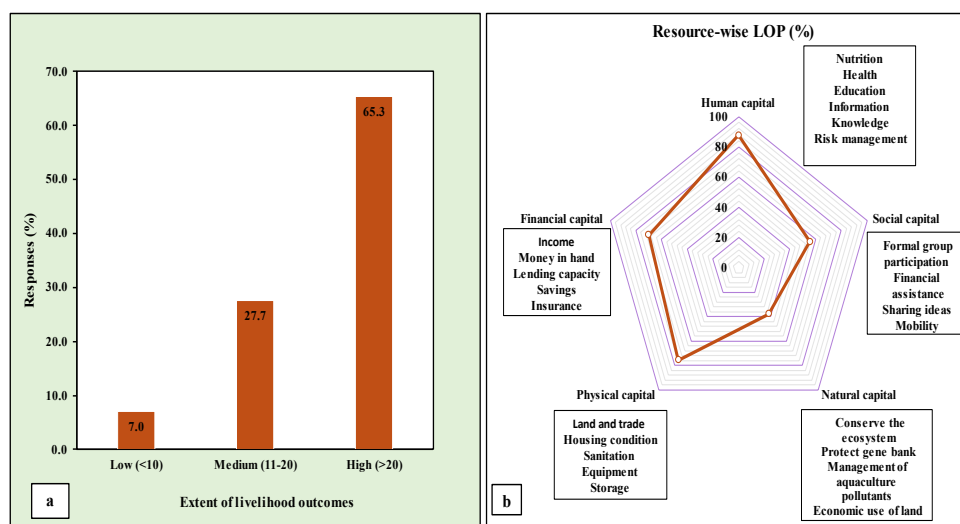 70.0
60.0
50.0
40.0
30.0
20.0
10.0
0.0
Responses (%)
7.0
27.7
65.3
Low (<10)
Medium (11-20)
High (>20)
Extent of livelihood outcomes
a
Resource-wise LOP (%)
Human capital
100
80
60
40
20
0
Nutrition
Health
Education
Information
Knowledge
Risk management
Social capital
Formal group
participation
Financial
assistance
Sharing ideas
Mobility
Natural capital
Conserve the
ecosystem
Protect gene bank
Management of
aquaculture
pollutants
Economic use of land
Physical capital
Land and trade
Housing condition
Sanitation
Equipment
Storage
Financial capital
Income
Money in hand
Lending capacity
Savings
Insurance
b